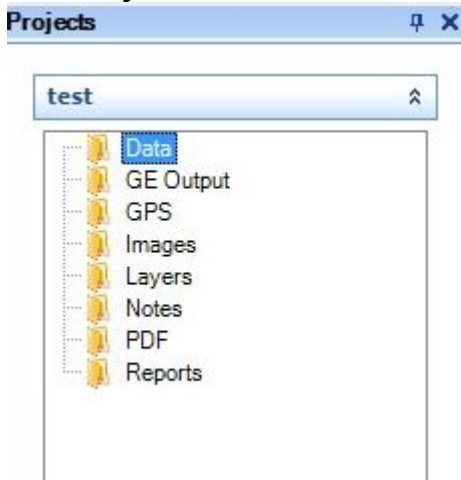 Projects
test
Data
GE Output
GPS
Images
Layers
Notes
PDF
Reports